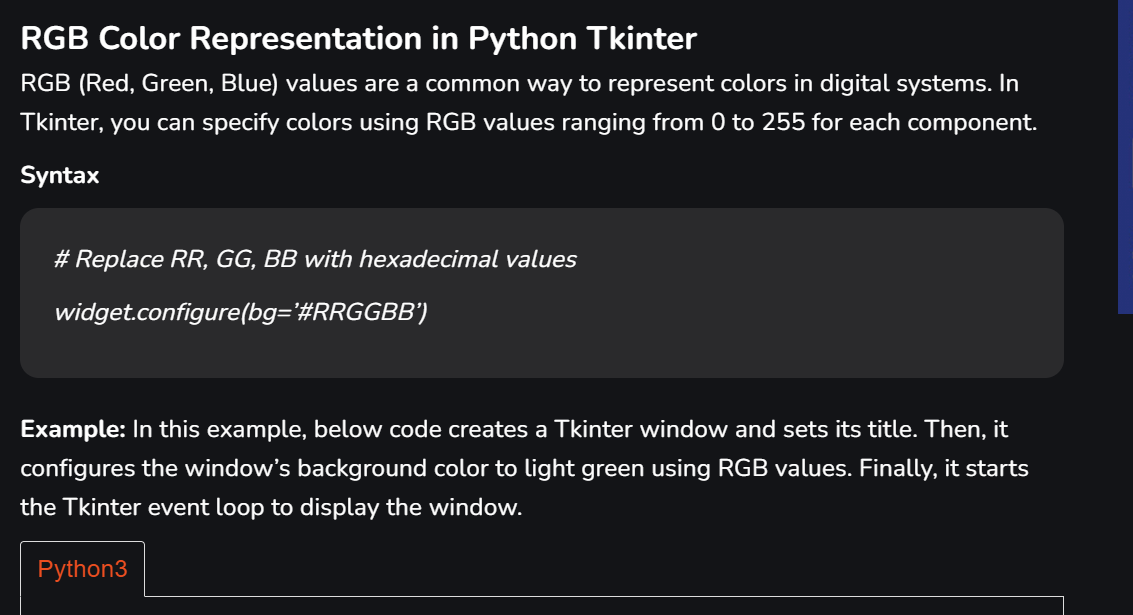 RGB Color Representation in Python Tkinter
RGB (Red, Green, Blue) values are a common way to represent colors in digital systems. In
Tkinter, you can specify colors using RGB values ranging from 0 to 255 for each component.
Syntax
# Replace RR, GG, BB with hexadecimal values
widget.configure(bg=’#RRGGBB’)
Example: In this example, below code creates a Tkinter window and sets its title. Then, it
configures the window’s background color to light green using RGB values. Finally, it starts
the Tkinter event loop to display the window.
Python3